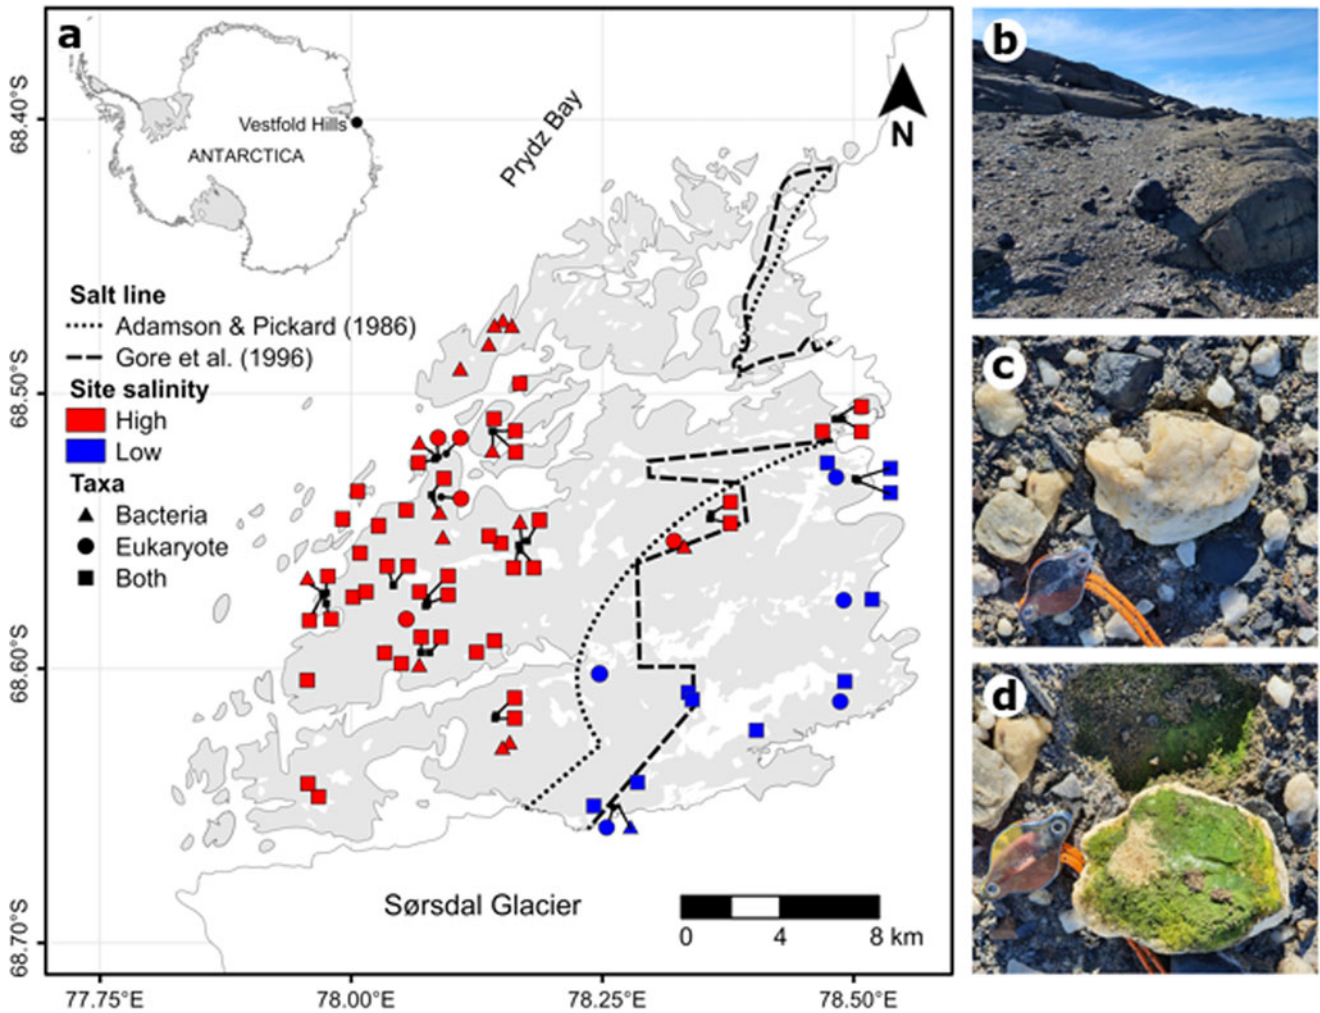 a
Vestfold Hills
ANTARCTICA
Prydz Bay
N
Salt line
Adamson & Pickard (1986)
Gore et al. (1996)
Site salinity
High
Low
Taxa
Bacteria
Eukaryote
Both
Sørsdal Glacier
0 4 8 km
68.40°S
68.50°S
68.60°S
68.70°S
77.75°E 78.00°E 78.25°E 78.50°E
b
c
d